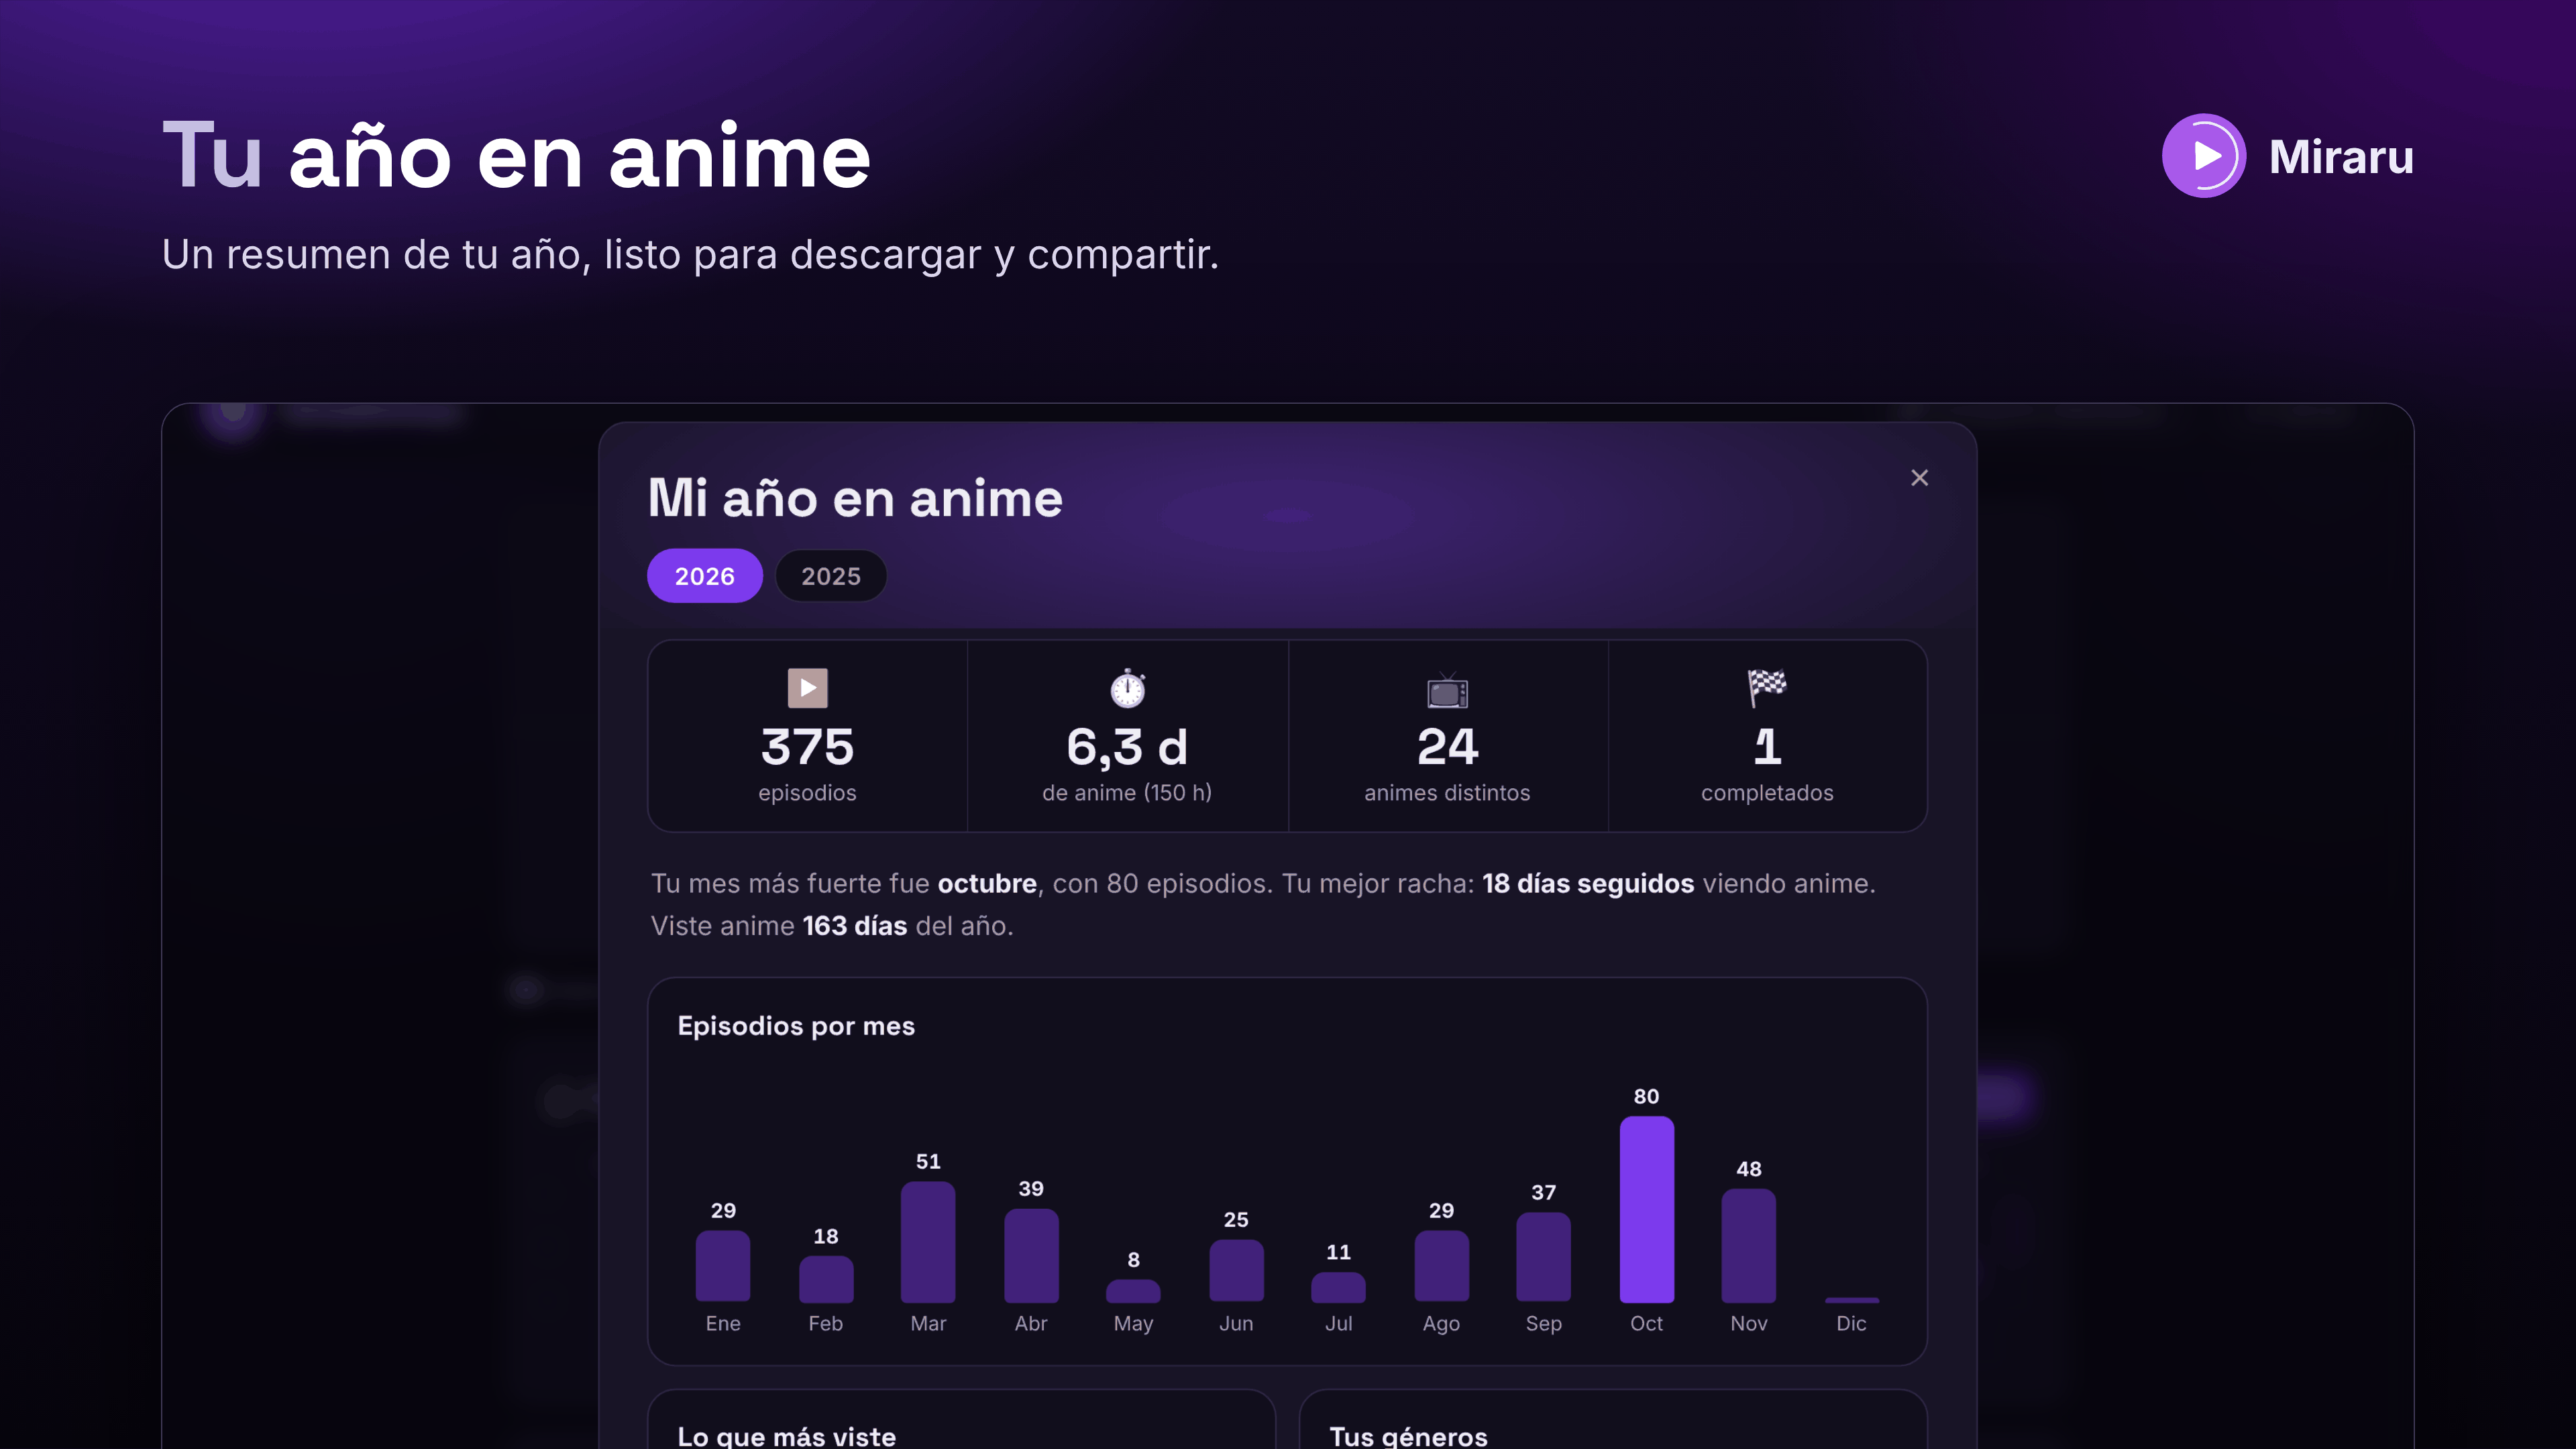 Tu año en anime
Miraru
Un resumen de tu año, listo para descargar y compartir.
Mi año en anime
2026
2025
375
episodios
6,3 d
de anime (150 h)
24
animes distintos
1
completados
Tu mes más fuerte fue octubre, con 80 episodios. Tu mejor racha: 18 días seguidos viendo anime.
Viste anime 163 días del año.
Episodios por mes
29
18
51
39
8
25
11
29
37
80
48
Ene
Feb
Mar
Abr
May
Jun
Jul
Ago
Sep
Oct
Nov
Dic
Lo que más viste
Tus géneros